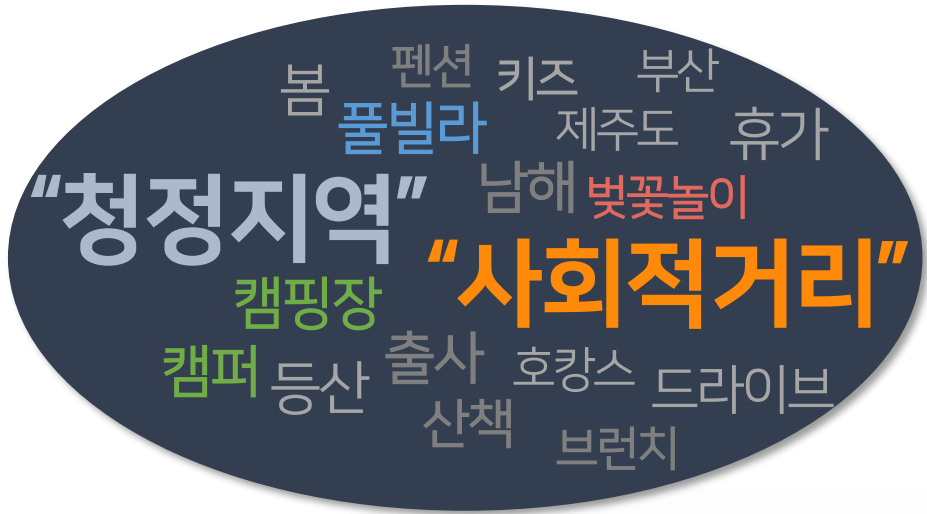 봄 펜션 키즈 부산
풀빌라 제주도 휴가
“청정지역” 남해 벚꽃놀이
“사회적거리”
캠핑장
캠퍼 등산 출사 호캉스 드라이브
산책 브런치